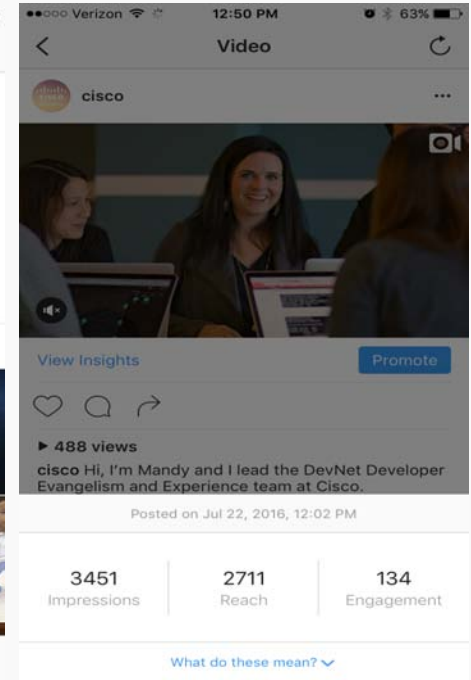 Verizon 12:50 PM 63%
Video
cisco
View Insights Promote
488 views
cisco Hi, I'm Mandy and I lead the DevNet Developer
Evangelism and Experience team at Cisco.
Posted on Jul 22, 2016, 12:02 PM
3451 2711 134
Impressions Reach Engagement
What do these mean?